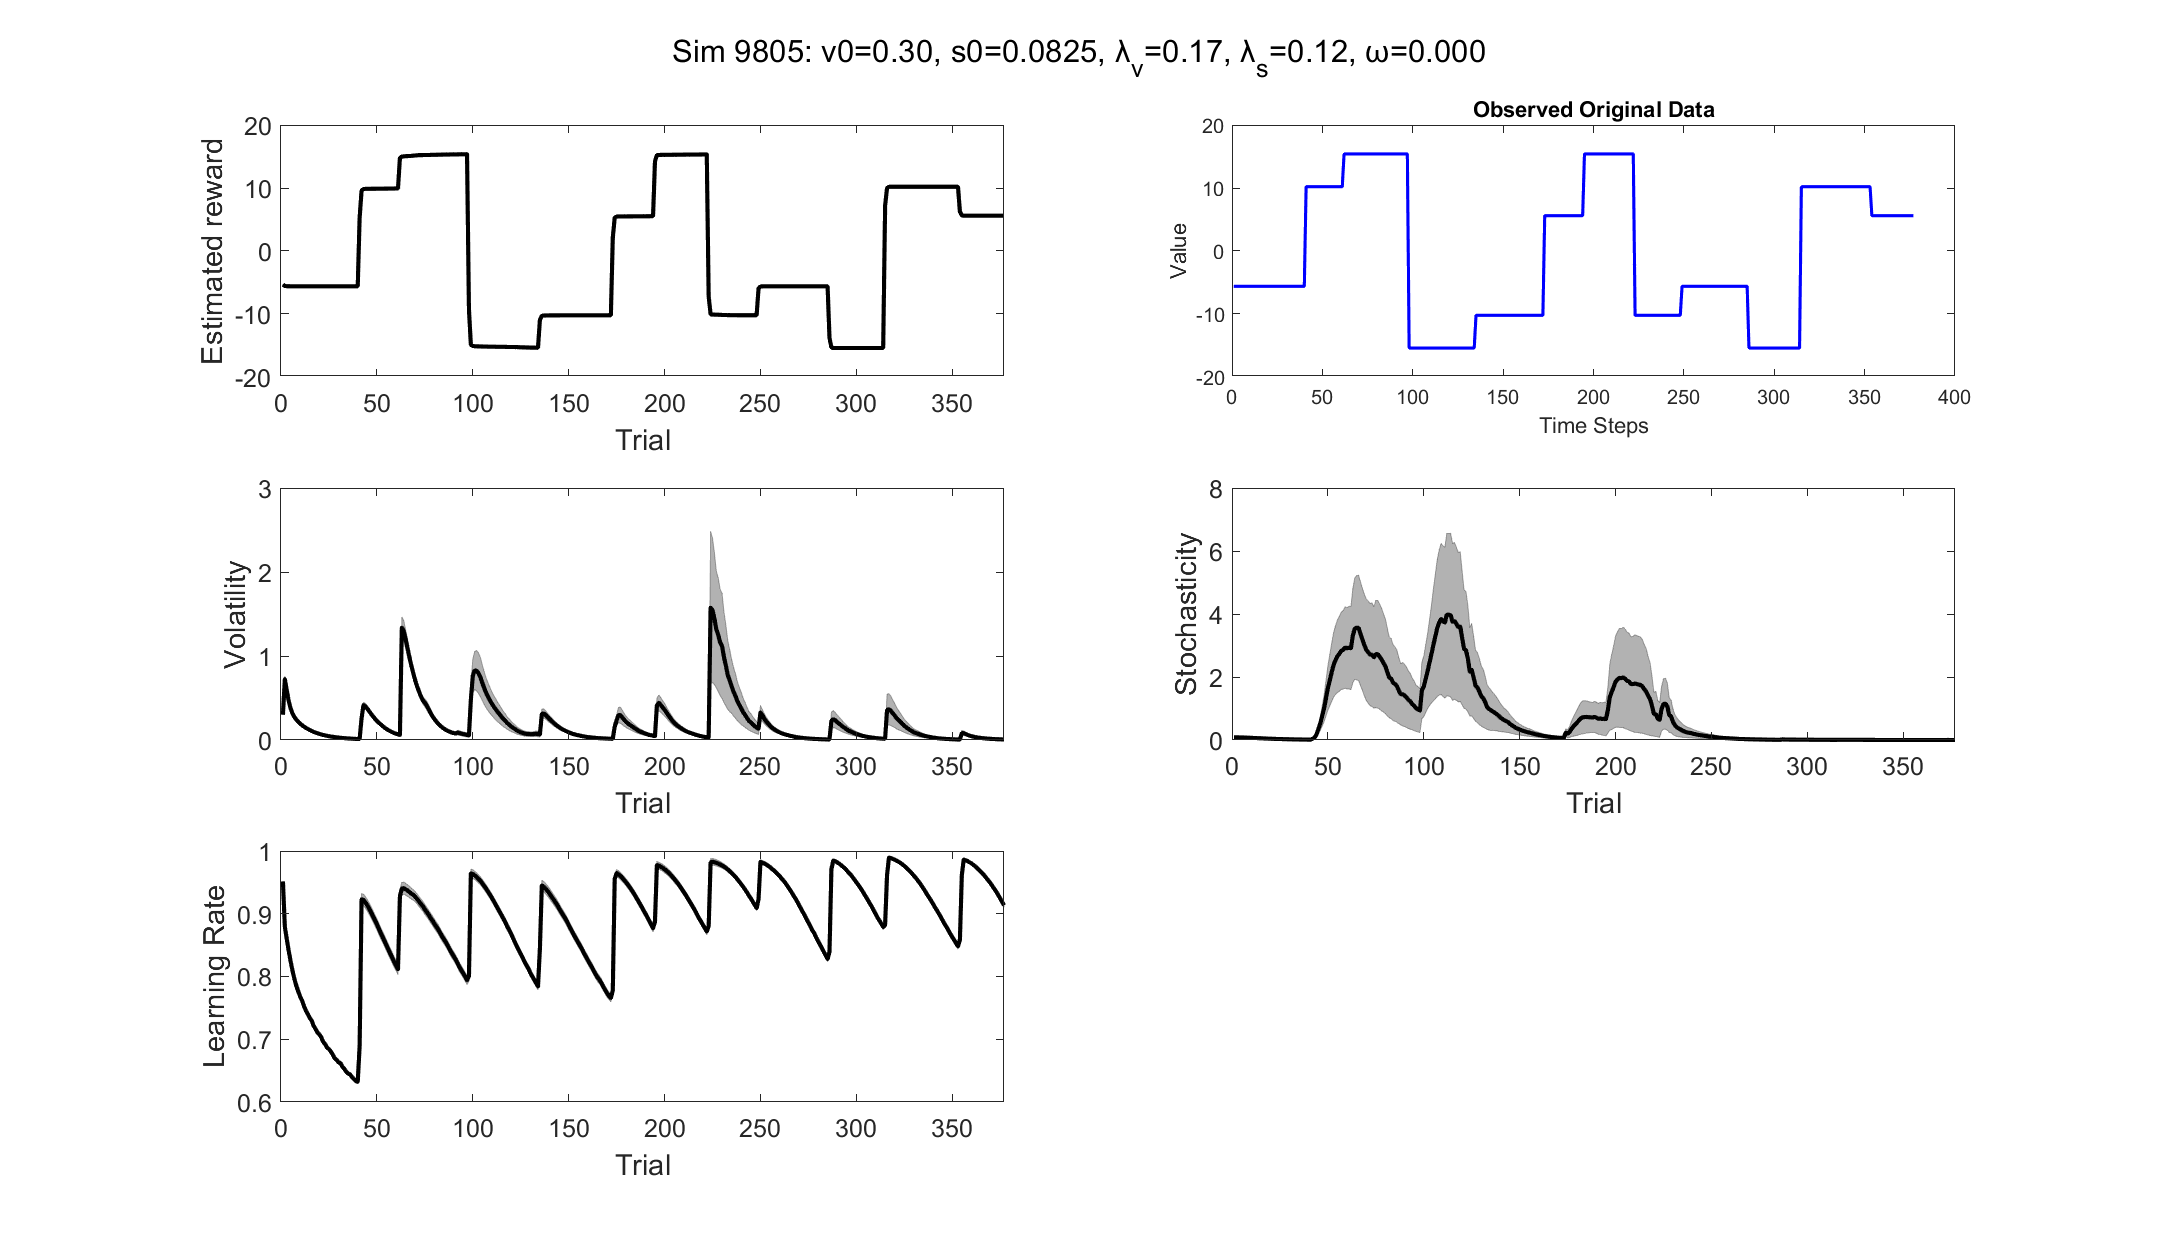 Sim 9805: v0=0.30, s0=0.0825, λv=0.17, λs=0.12, ω=0.000
20
10
0
-10
-20
Estimated reward
0 50 100 150 200 250 300 350
Trial
Observed Original Data
20
10
0
-10
-20
Value
0 50 100 150 200 250 300 350 400
Time Steps
3
2
1
0
Volatility
0 50 100 150 200 250 300 350
Trial
8
6
4
2
0
Stochasticity
0 50 100 150 200 250 300 350
Trial
1
0.9
0.8
0.7
0.6
Learning Rate
0 50 100 150 200 250 300 350
Trial